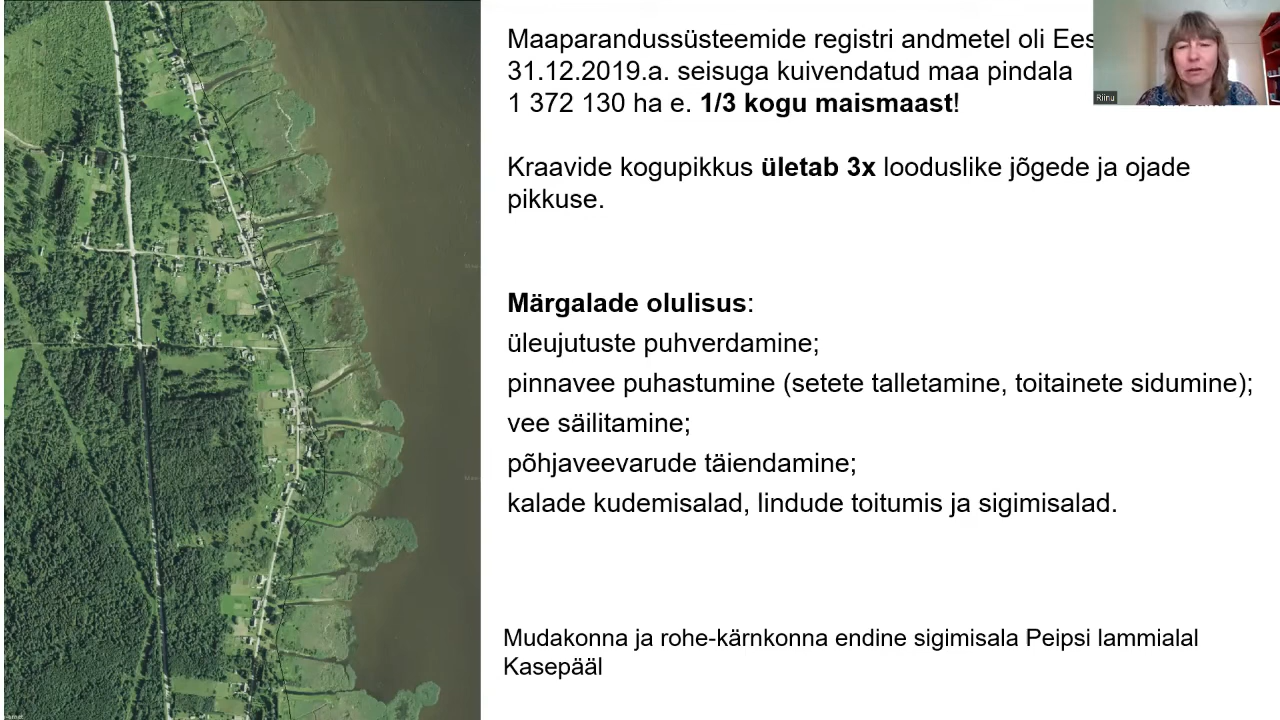 Maaparandussüsteemide registri andmetel oli Ees
31.12.2019.a. seisuga kuivendatud maa pindala
1 372 130 ha e. 1/3 kogu maismaast!
Riinu
Kraavide kogupikkus ületab 3x looduslike jõgede ja ojade
pikkuse.
Märgalade olulisus:
üleujutuste puhverdamine;
pinnavee puhastumine (setete talletamine, toitainete sidumine);
vee säilitamine;
põhjaveevarude täiendamine;
kalade kudemisalad, lindude toitumis ja sigimisalad.
Mudakonna ja rohe-kärnkonna endine sigimisala Peipsi lammialal
Kasepääl